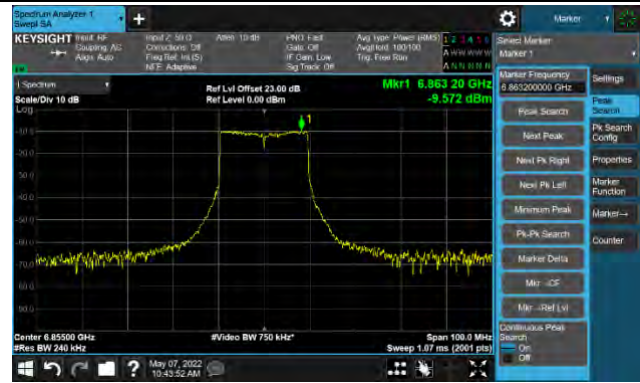 Spectrum Analyzer 1
Swept SA
Marker
KEYSIGHT Input: RF
Coupling: AC
Align: Auto
Input Z: 50 Ω
Corrections: Off
Freq Ref: Int (S)
NFE: Adaptive
Atten: 10 dB
PNO: Fast
Gate: Off
IF Gain: Low
Sig Track: Off
Avg Type: Power (RMS)
Avg|Hold: 100/100
Trig: Free Run
1 2 3 4 5 6
A W W W W W
A N N N N N
Select Marker
Marker 1
1 Spectrum
Scale/Div 10 dB
Log
Ref Lvl Offset 23.00 dB
Ref Level 0.00 dBm
Mkr1 6.863 20 GHz
-9.572 dBm
1
-10.0
-20.0
-30.0
-40.0
-50.0
-60.0
-70.0
-80.0
-90.0
Center 6.85500 GHz
#Res BW 240 kHz
#Video BW 750 kHz*
Span 100.0 MHz
Sweep 1.07 ms (2001 pts)
Marker Frequency
6.863200000 GHz
Peak Search
Next Peak
Next Pk Right
Next Pk Left
Minimum Peak
Pk-Pk Search
Marker Delta
Mkr→CF
Mkr→Ref Lvl
Continuous Peak
Search
On
Off
Settings
Peak
Search
Pk Search
Config
Properties
Marker
Function
Marker→
Counter
May 07, 2022
10:43:52 AM